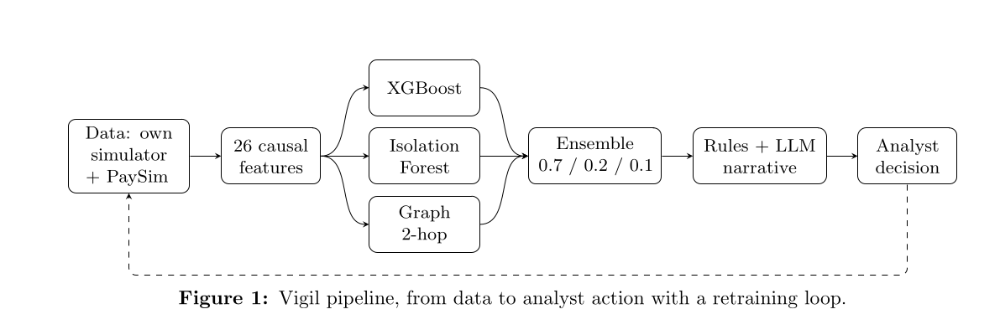 Data: own
simulator
+ PaySim
26 causal
features
XGBoost
Isolation
Forest
Graph
2-hop
Ensemble
0.7 / 0.2 / 0.1
Rules + LLM
narrative
Analyst
decision
Figure 1: Vigil pipeline, from data to analyst action with a retraining loop.